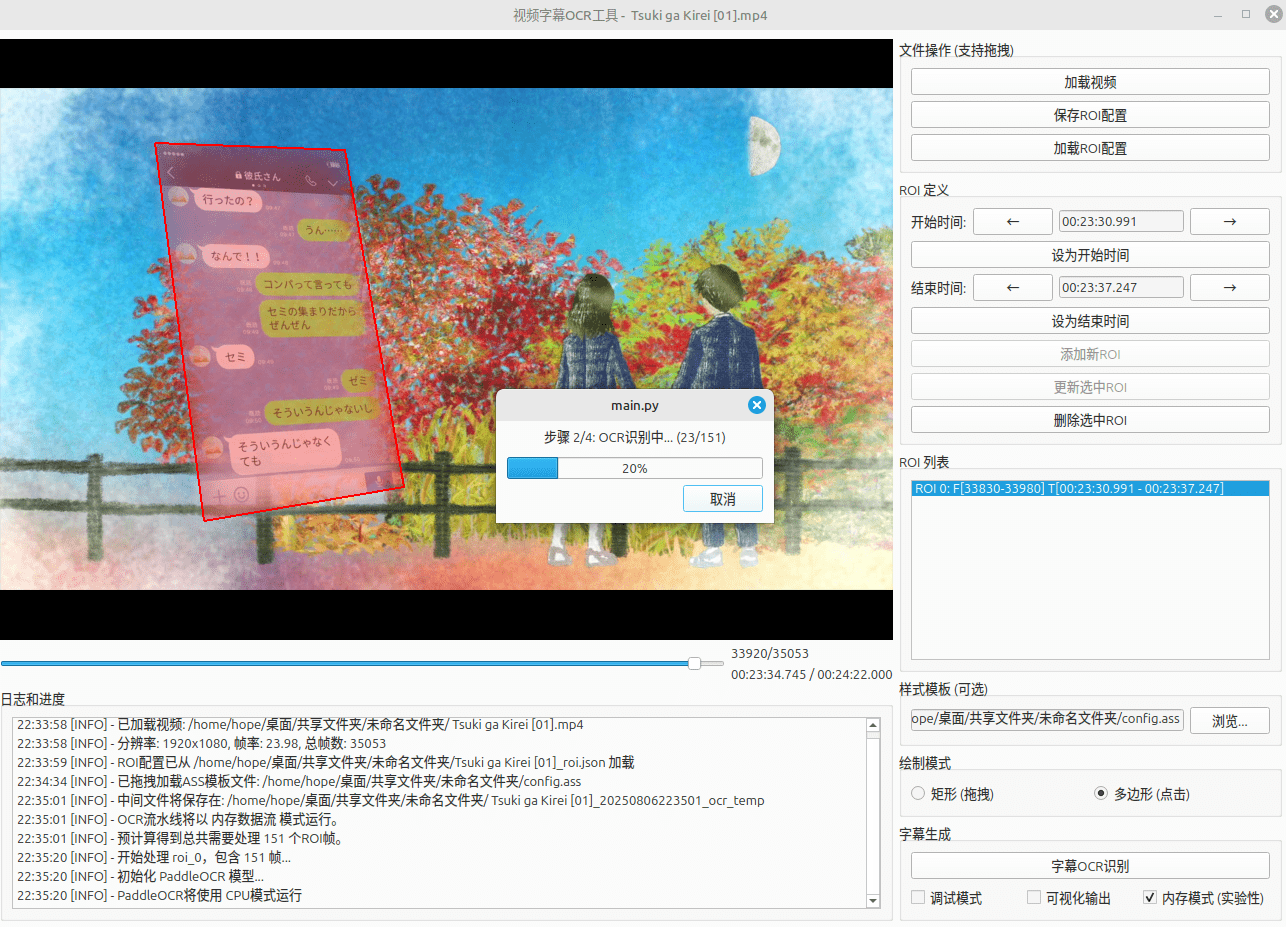 视频字幕OCR工具 - Tsuki ga Kirei [01].mp4
彼氏さん
行ったの？
うん……
なんで！！
コンパって言っても
セミの集まりだから
ぜんぜん
セミ
ゼミ
そういうんじゃないし
そういうんじゃなく
ても
main.py
步骤 2/4: OCR识别中... (23/151)
20%
取消
33920/35053
00:23:34.745 / 00:24:22.000
日志和进度
22:33:58 [INFO] - 已加载视频: /home/hope/桌面/共享文件夹/未命名文件夹/ Tsuki ga Kirei [01].mp4
22:33:58 [INFO] - 分辨率: 1920x1080, 帧率: 23.98, 总帧数: 35053
22:33:59 [INFO] - ROI配置已从 /home/hope/桌面/共享文件夹/未命名文件夹/Tsuki ga Kirei [01]_roi.json 加载
22:34:34 [INFO] - 已拖拽加载ASS模板文件: /home/hope/桌面/共享文件夹/未命名文件夹/config.ass
22:35:01 [INFO] - 中间文件将保存在: /home/hope/桌面/共享文件夹/未命名文件夹/ Tsuki ga Kirei [01]_20250806223501_ocr_temp
22:35:01 [INFO] - OCR流水线将以 内存数据流 模式运行。
22:35:01 [INFO] - 预计算得到总共需要处理 151 个ROI帧。
22:35:20 [INFO] - 开始处理 roi_0，包含 151 帧...
22:35:20 [INFO] - 初始化 PaddleOCR 模型...
22:35:20 [INFO] - PaddleOCR将使用 CPU模式运行
文件操作 (支持拖拽)
加载视频
保存ROI配置
加载ROI配置
ROI 定义
开始时间: ← 00:23:30.991 →
设为开始时间
结束时间: ← 00:23:37.247 →
设为结束时间
添加新ROI
更新选中ROI
删除选中ROI
ROI 列表
ROI 0: F[33830-33980] T[00:23:30.991 - 00:23:37.247]
样式模板 (可选)
ope/桌面/共享文件夹/未命名文件夹/config.ass 浏览...
绘制模式
矩形 (拖拽) 多边形 (点击)
字幕生成
字幕OCR识别
调试模式 可视化输出 内存模式 (实验性)